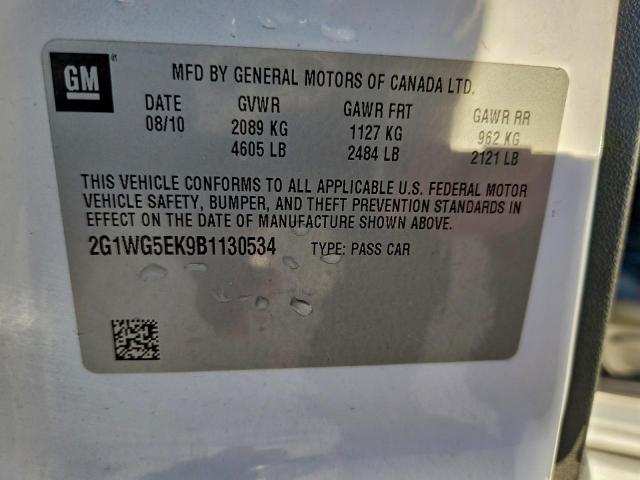 GM
MFD BY GENERAL MOTORS OF CANADA LTD.
DATE GVWR GAWR FRT GAWR RR
08/10 2089 KG 1127 KG 962 KG
4605 LB 2484 LB 2121 LB
THIS VEHICLE CONFORMS TO ALL APPLICABLE U.S. FEDERAL MOTOR
VEHICLE SAFETY, BUMPER, AND THEFT PREVENTION STANDARDS IN
EFFECT ON THE DATE OF MANUFACTURE SHOWN ABOVE.
2G1WG5EK9B1130534 TYPE: PASS CAR